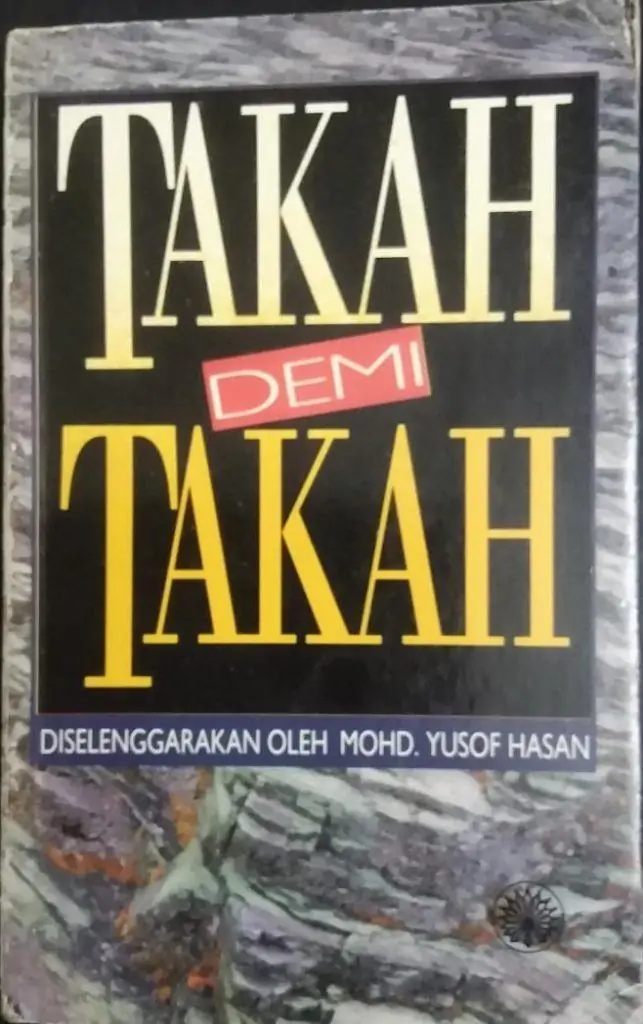 TAKAH
DEMI
TAKAH
DISELENGGARAKAN OLEH MOHD. YUSOF HASAN